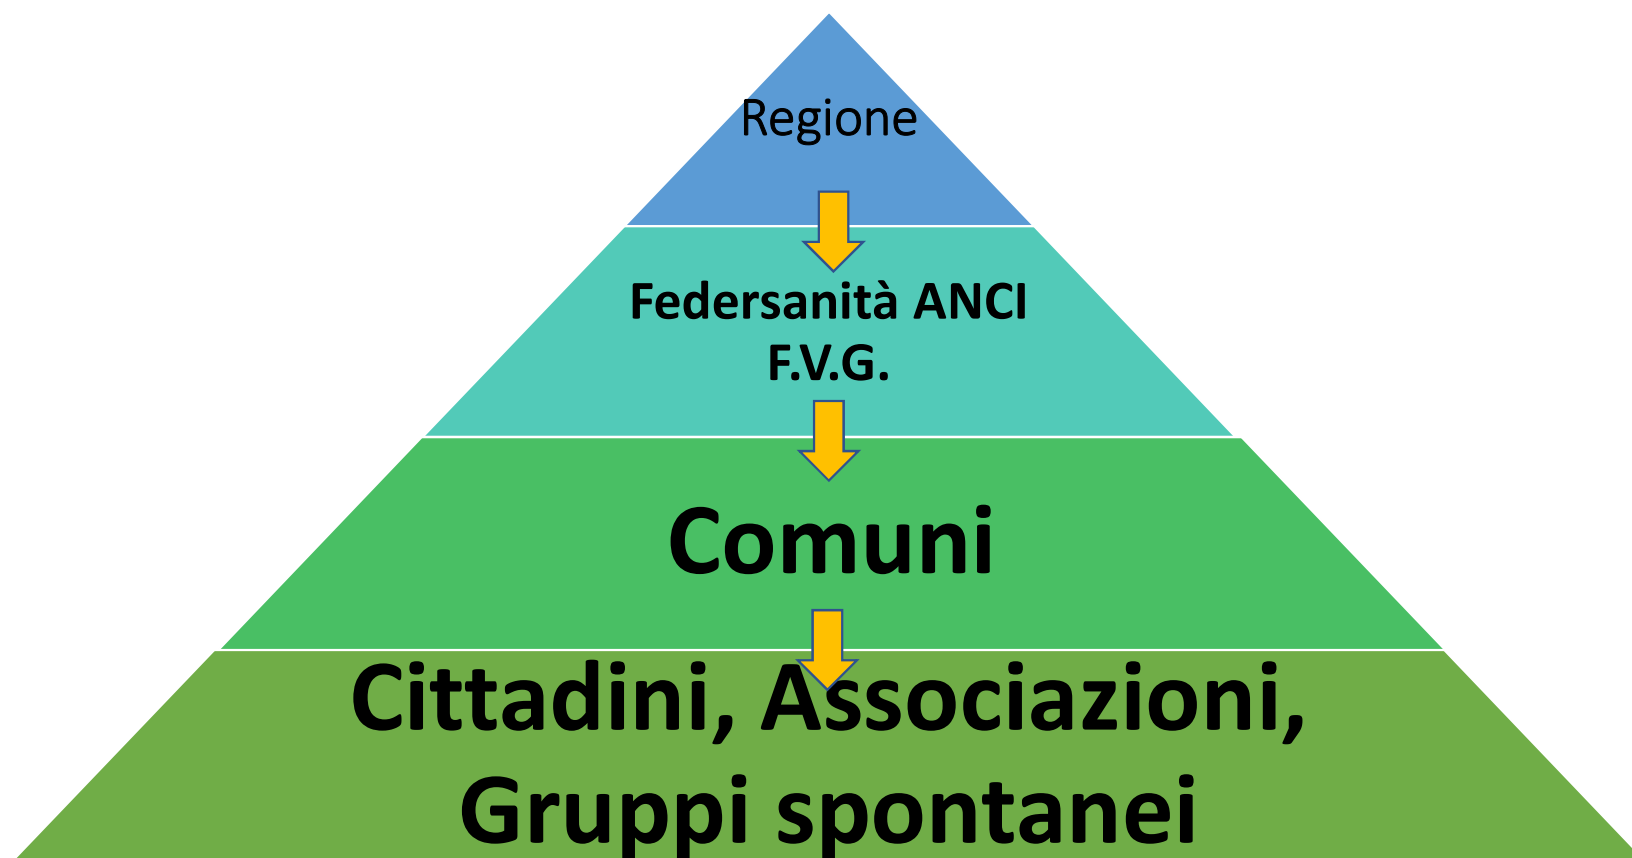 Regione
Federsanità ANCI
F.V.G.
Comuni
Cittadini, Associazioni,
Gruppi spontanei